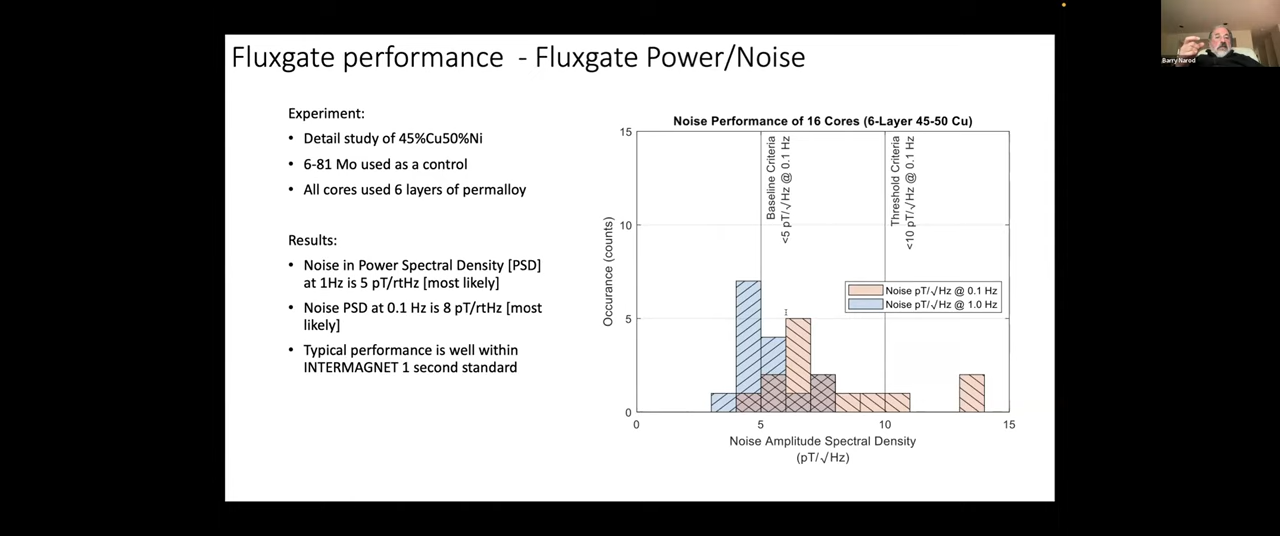 Fluxgate performance - Fluxgate Power/Noise
Barry Narod
Experiment:
• Detail study of 45%Cu50%Ni
• 6-81 Mo used as a control
• All cores used 6 layers of permalloy
Results:
• Noise in Power Spectral Density [PSD]
at 1Hz is 5 pT/rtHz [most likely]
• Noise PSD at 0.1 Hz is 8 pT/rtHz [most
likely]
• Typical performance is well within
INTERMAGNET 1 second standard
Noise Performance of 16 Cores (6-Layer 45-50 Cu)
15
10
5
0
Occurance (counts)
Baseline Criteria
<5 pT/√Hz @ 0.1 Hz
Threshold Criteria
<10 pT/√Hz @ 0.1 Hz
Noise pT/√Hz @ 0.1 Hz
Noise pT/√Hz @ 1.0 Hz
0 5 10 15
Noise Amplitude Spectral Density
(pT/√Hz)